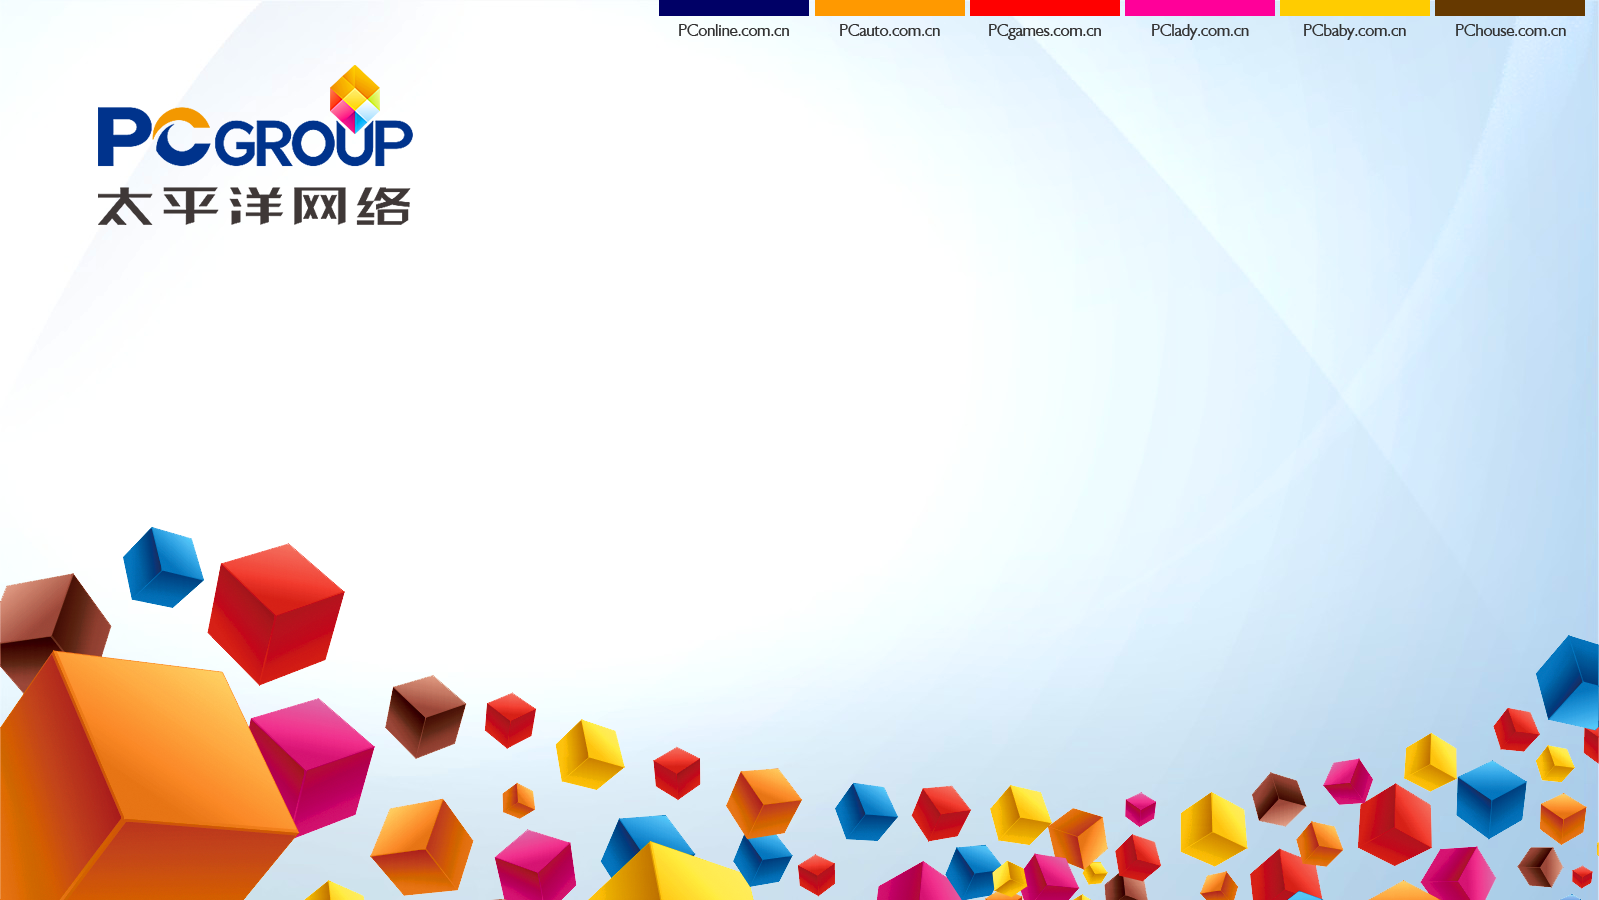 PConline.com.cn PCauto.com.cn PCgames.com.cn PClady.com.cn PCbaby.com.cn PChouse.com.cn
PCGROUP
太平洋网络